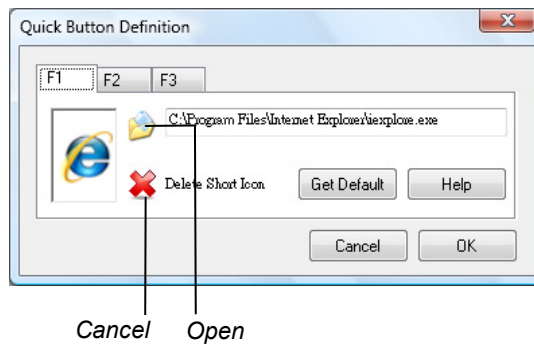 Quick Button Definition
F1 F2 F3
C:\Program Files\Internet Explorer\iexplore.exe
Delete Short Icon
Get Default
Help
Cancel
OK
Cancel
Open